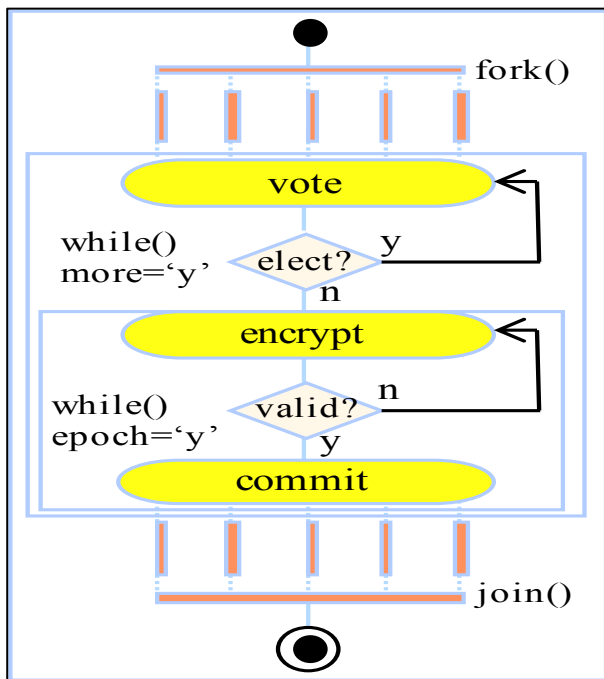 fork()
vote
while()
more=‘y’
elect?
y
n
encrypt
while()
epoch=‘y’
valid?
n
y
commit
join()